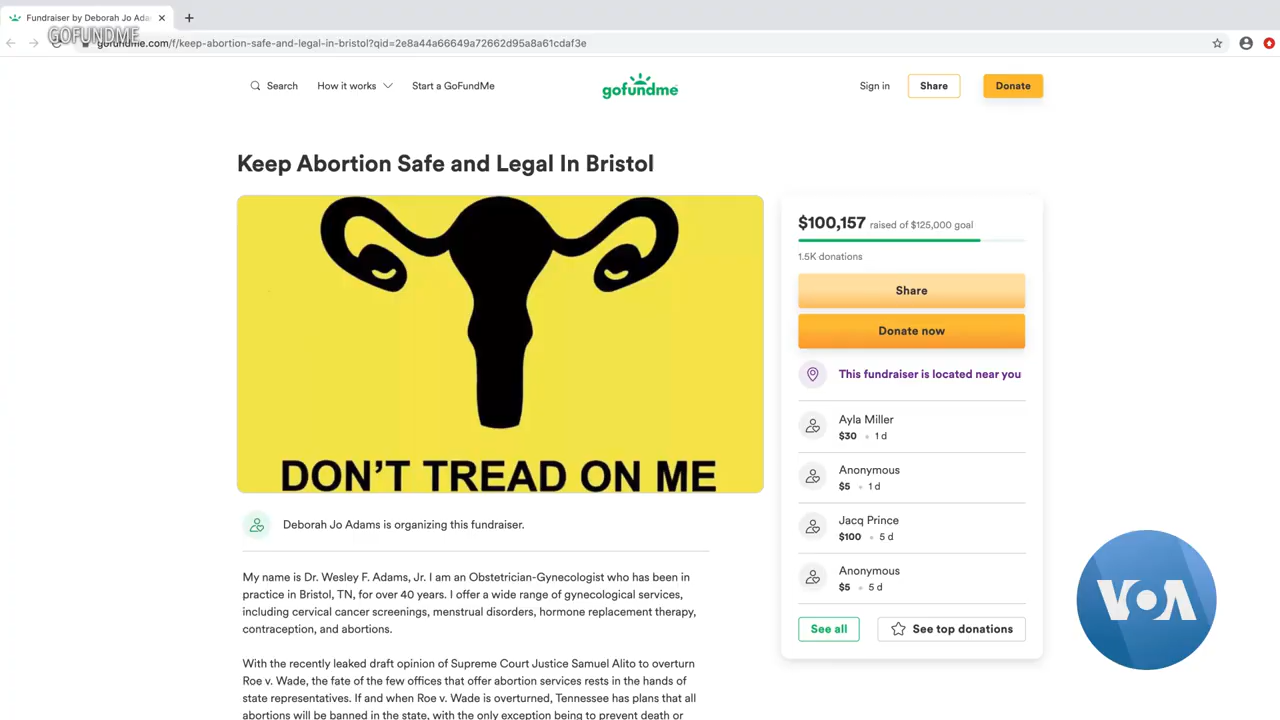 Fundraiser by Deborah Jo Ada
GOFUNDME
gofundme.com/f/keep-abortion-safe-and-legal-in-bristol?qid=2e8a44a66649a72662d95a8a61cdaf3e
Search How it works Start a GoFundMe gofundme Sign in Share Donate
Keep Abortion Safe and Legal In Bristol
DON'T TREAD ON ME
Deborah Jo Adams is organizing this fundraiser.
My name is Dr. Wesley F. Adams, Jr. I am an Obstetrician-Gynecologist who has been in
practice in Bristol, TN, for over 40 years. I offer a wide range of gynecological services,
including cervical cancer screenings, menstrual disorders, hormone replacement therapy,
contraception, and abortions.
With the recently leaked draft opinion of Supreme Court Justice Samuel Alito to overturn
Roe v. Wade, the fate of the few offices that offer abortion services rests in the hands of
state representatives. If and when Roe v. Wade is overturned, Tennessee has plans that all
abortions will be banned in the state, with the only exception being to prevent death or
$100,157 raised of $125,000 goal
1.5K donations
Share
Donate now
This fundraiser is located near you
Ayla Miller
$30 • 1 d
Anonymous
$5 • 1 d
Jacq Prince
$100 • 5 d
Anonymous
$5 • 5 d
See all See top donations
VOA